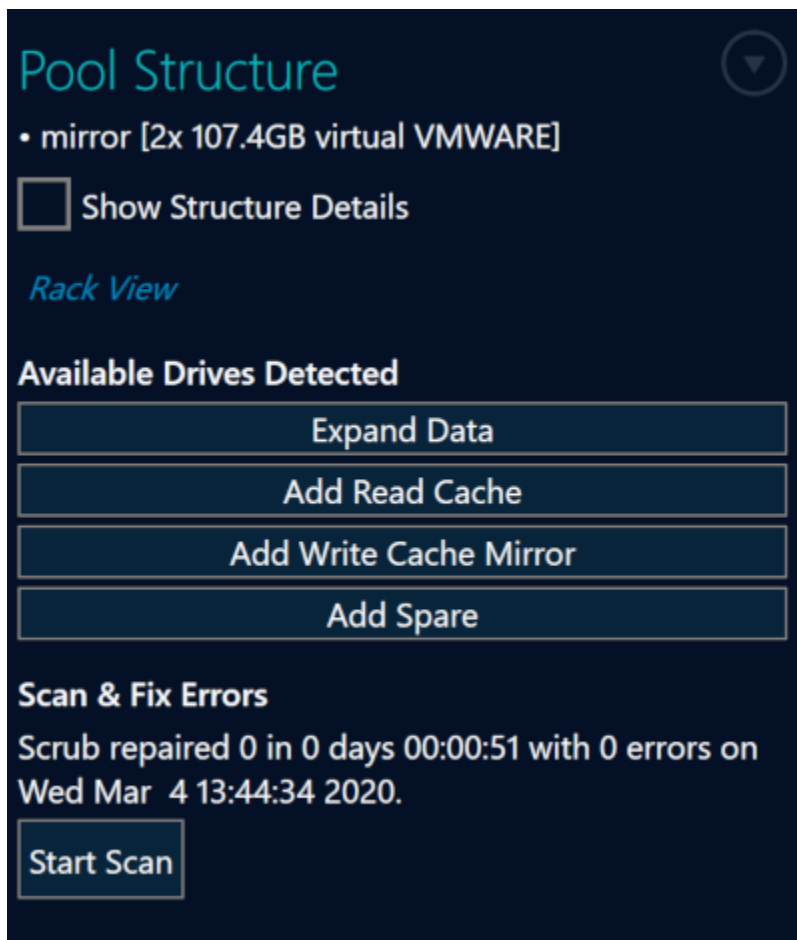 Pool Structure
• mirror [2x 107.4GB virtual VMWARE]
Show Structure Details
Rack View
Available Drives Detected
Expand Data
Add Read Cache
Add Write Cache Mirror
Add Spare
Scan & Fix Errors
Scrub repaired 0 in 0 days 00:00:51 with 0 errors on
Wed Mar  4 13:44:34 2020.
Start Scan